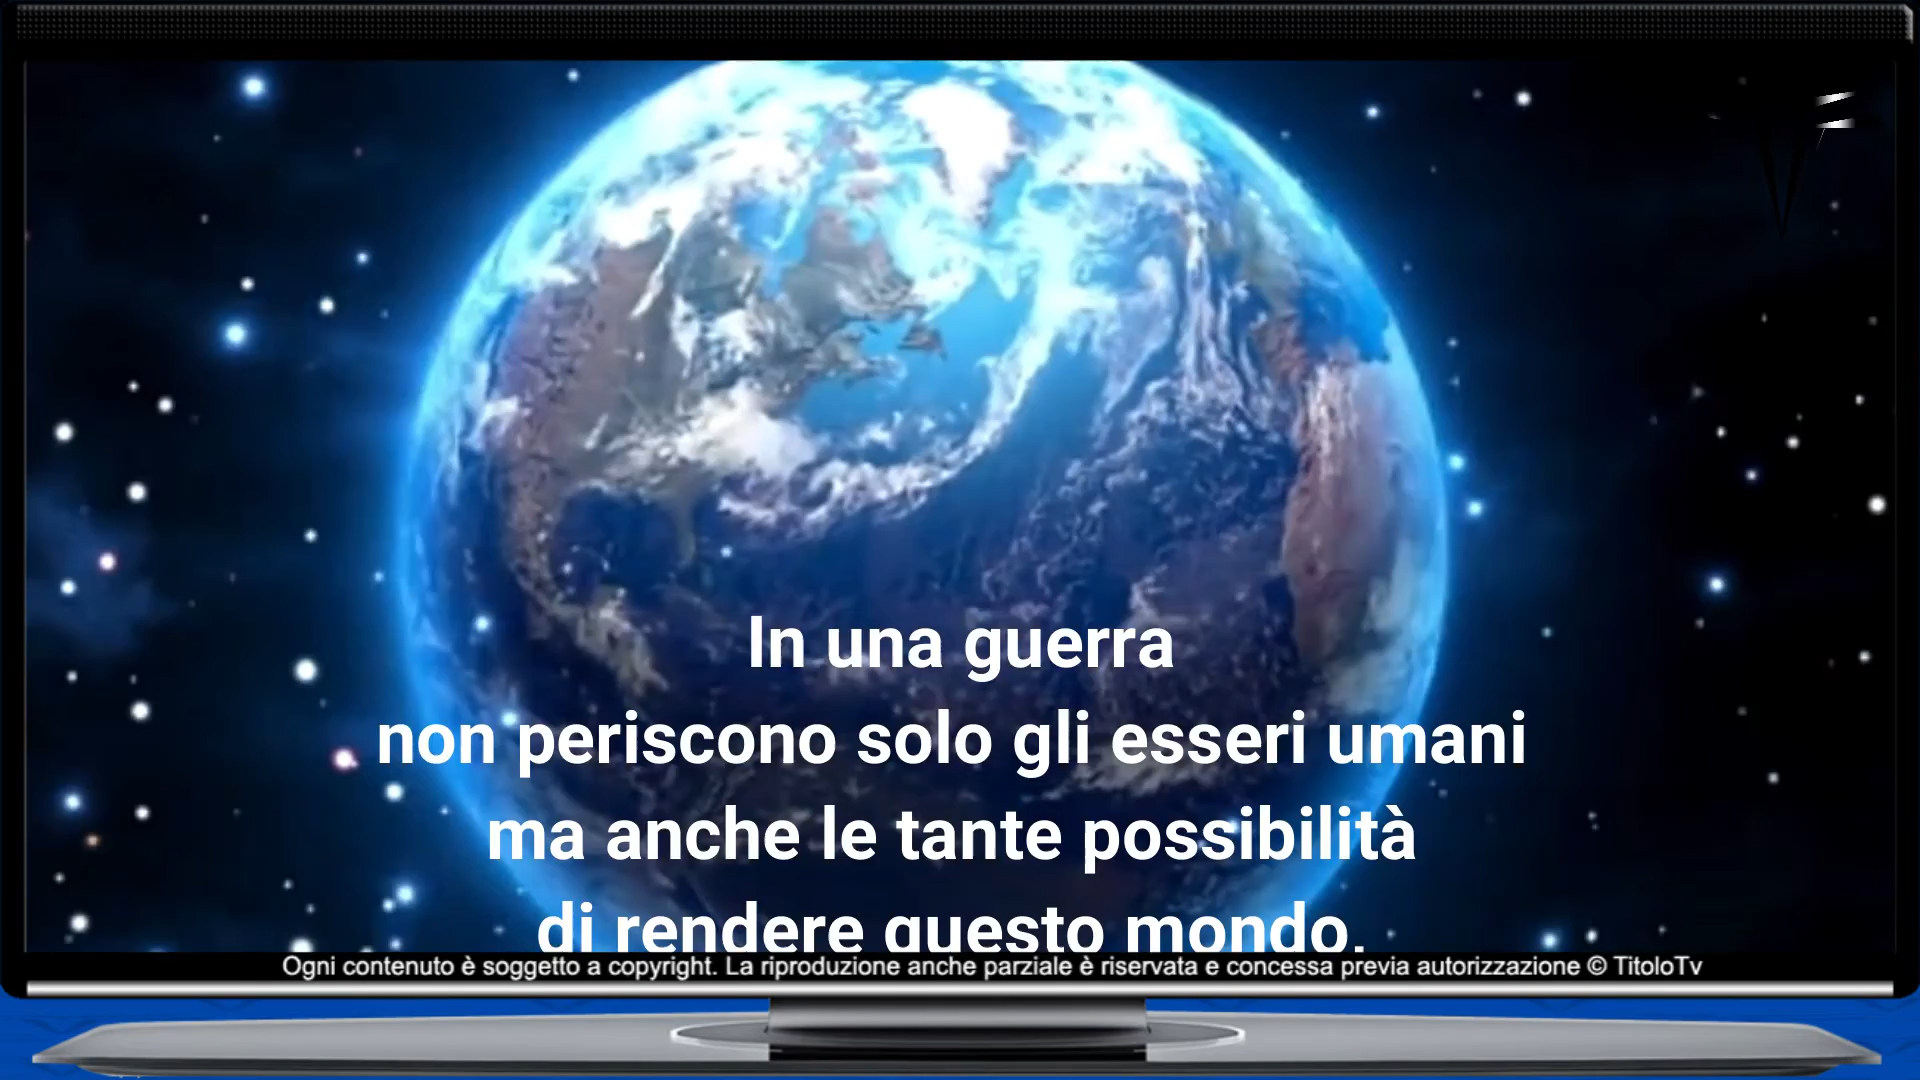 In una guerra
non periscono solo gli esseri umani
ma anche le tante possibilità
di rendere questo mondo,
Ogni contenuto è soggetto a copyright. La riproduzione anche parziale è riservata e concessa previa autorizzazione © TitoloTv